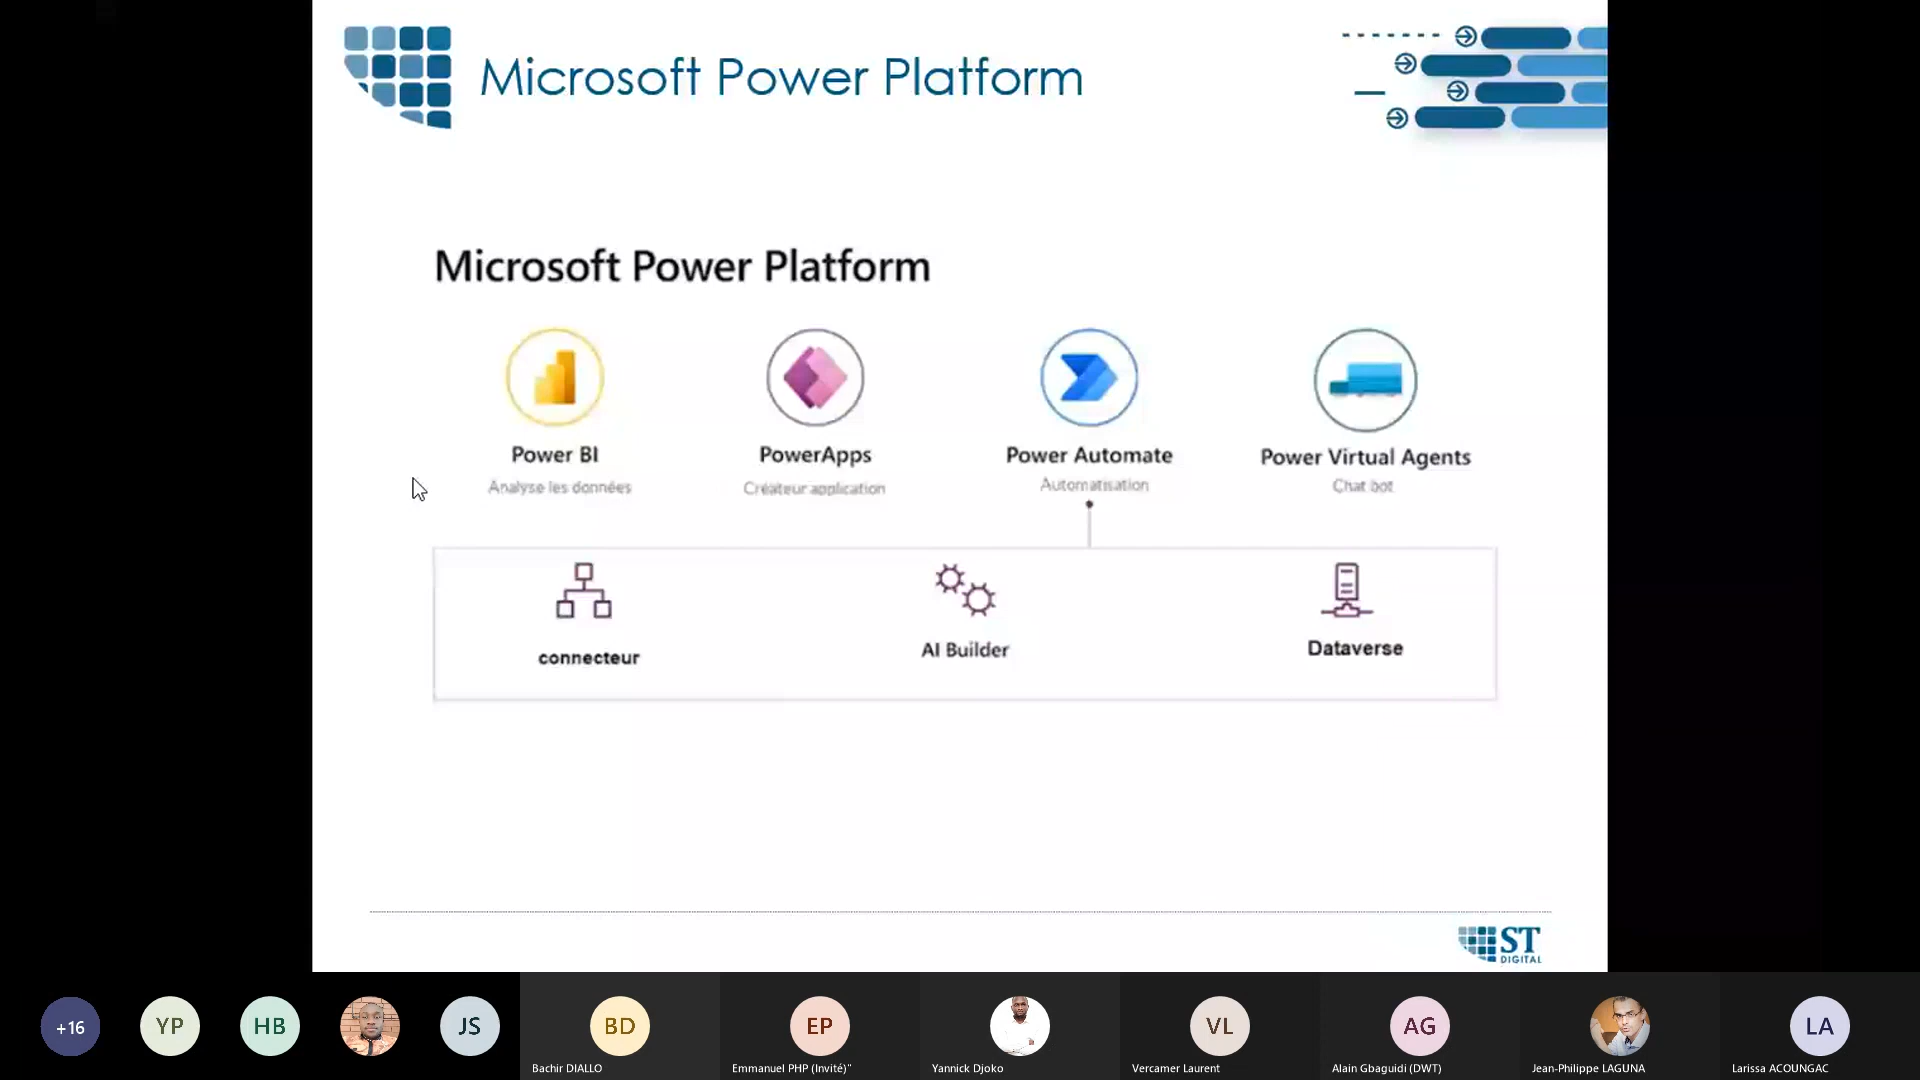 Microsoft Power Platform
Microsoft Power Platform
Power BI
Analyse les données
PowerApps
Créateur application
Power Automate
Automatisation
Power Virtual Agents
Chat bot
connecteur
AI Builder
Dataverse
ST
DIGITAL
+16
YP
HB
JS
BD
Bachir DIALLO
EP
Emmanuel PHP (Invité)"
Yannick Djoko
VL
Vercamer Laurent
AG
Alain Gbaguidi (DWT)
Jean-Philippe LAGUNA
LA
Larissa ACOUNGAC